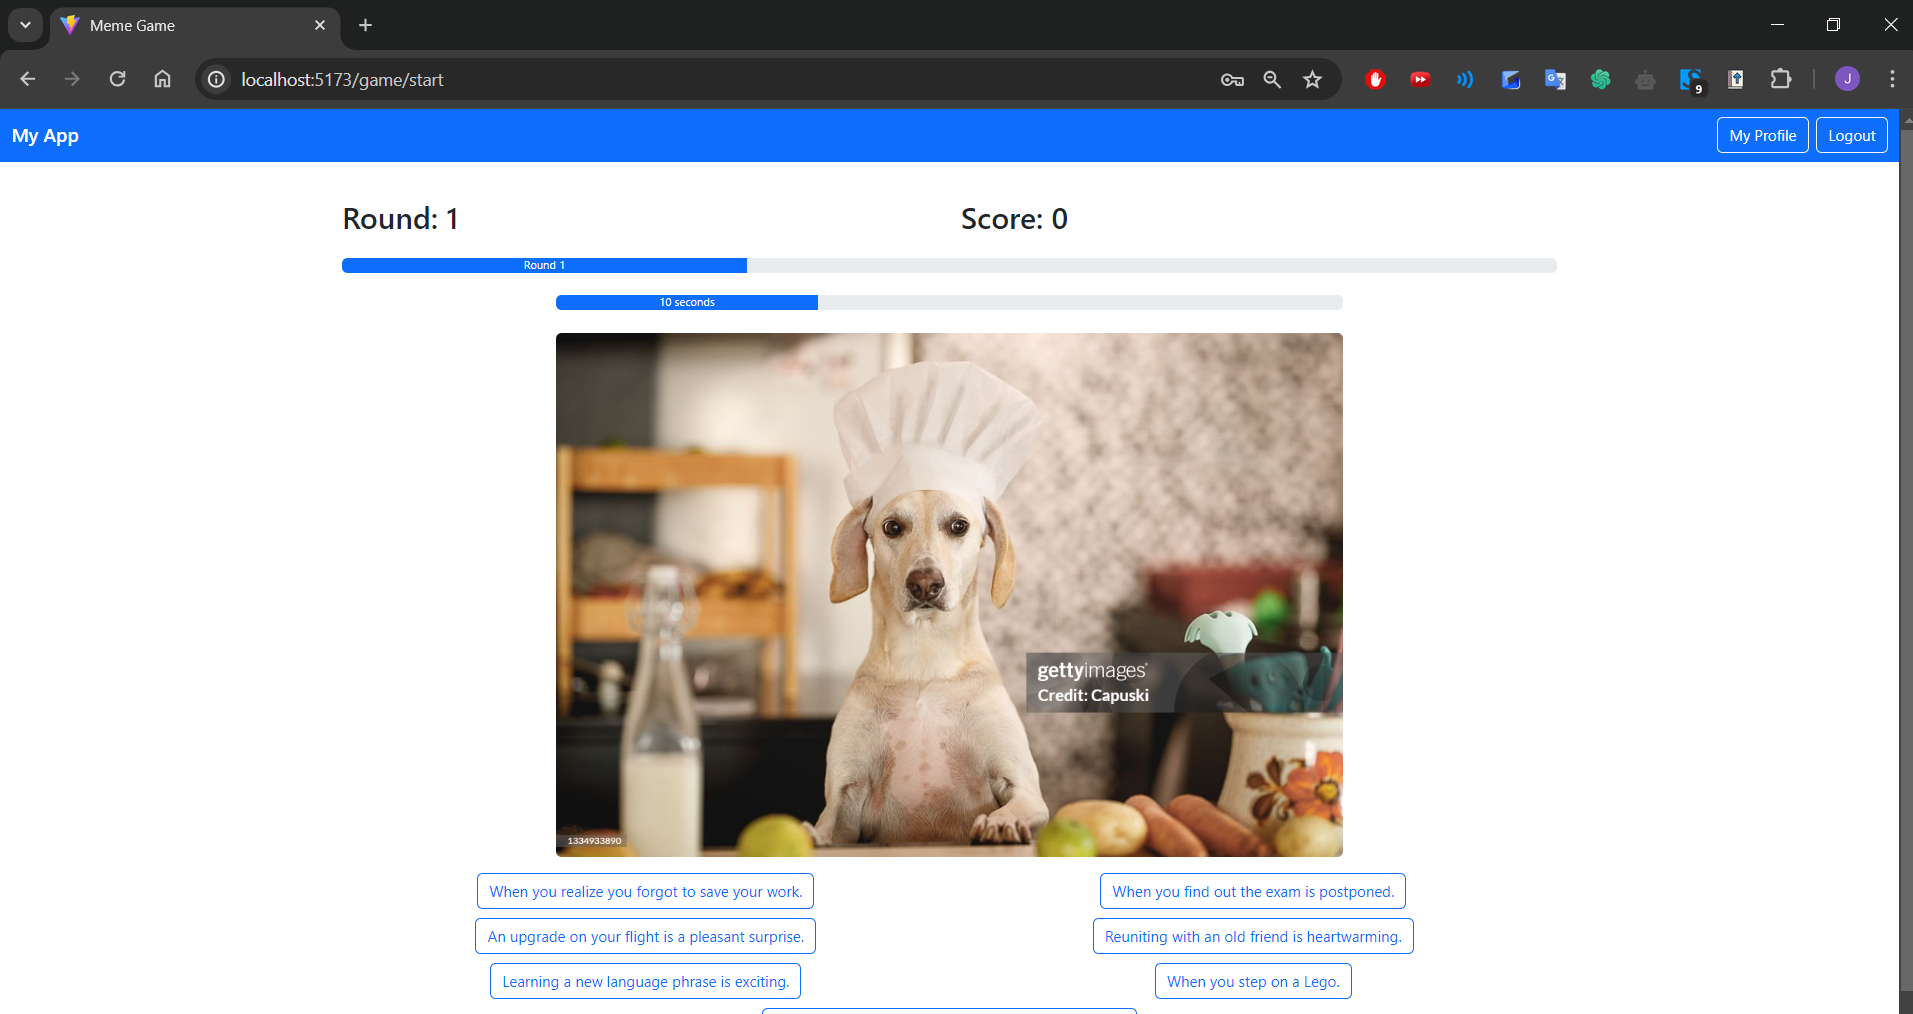 Meme Game
localhost:5173/game/start
9
J
My App
My Profile
Logout
Round: 1
Score: 0
Round 1
10 seconds
gettyimages®
Credit: Capuski
1334933890
When you realize you forgot to save your work.
When you find out the exam is postponed.
An upgrade on your flight is a pleasant surprise.
Reuniting with an old friend is heartwarming.
Learning a new language phrase is exciting.
When you step on a Lego.